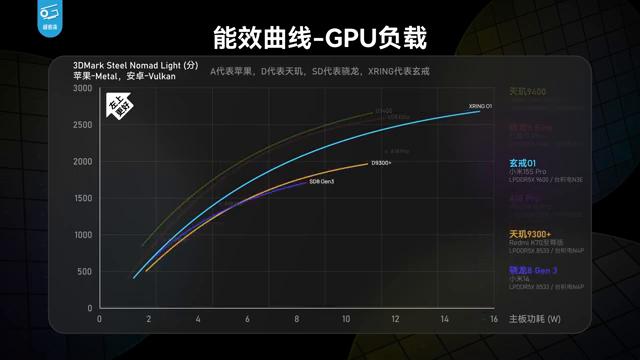 能效曲线-GPU负载
3DMark Steel Nomad Light (分)
苹果-Metal，安卓-Vulkan
A代表苹果，D代表天玑，SD代表骁龙，XRING代表玄戒
3000
2500
2000
1500
1000
500
0
左上
更好
D9400
XRING O1
D9300+
SD8 Gen3
0
2
4
6
8
10
12
14
16
主板功耗 (W)
天玑9400
玄戒O1
小米15S Pro
LPDDR5X 9600 / 台积电N3E
A18 Pro
天玑9300+
Redmi K70至尊版
LPDDR5X 8533 / 台积电N4P
骁龙8 Gen 3
小米14
LPDDR5X 8533 / 台积电N4P